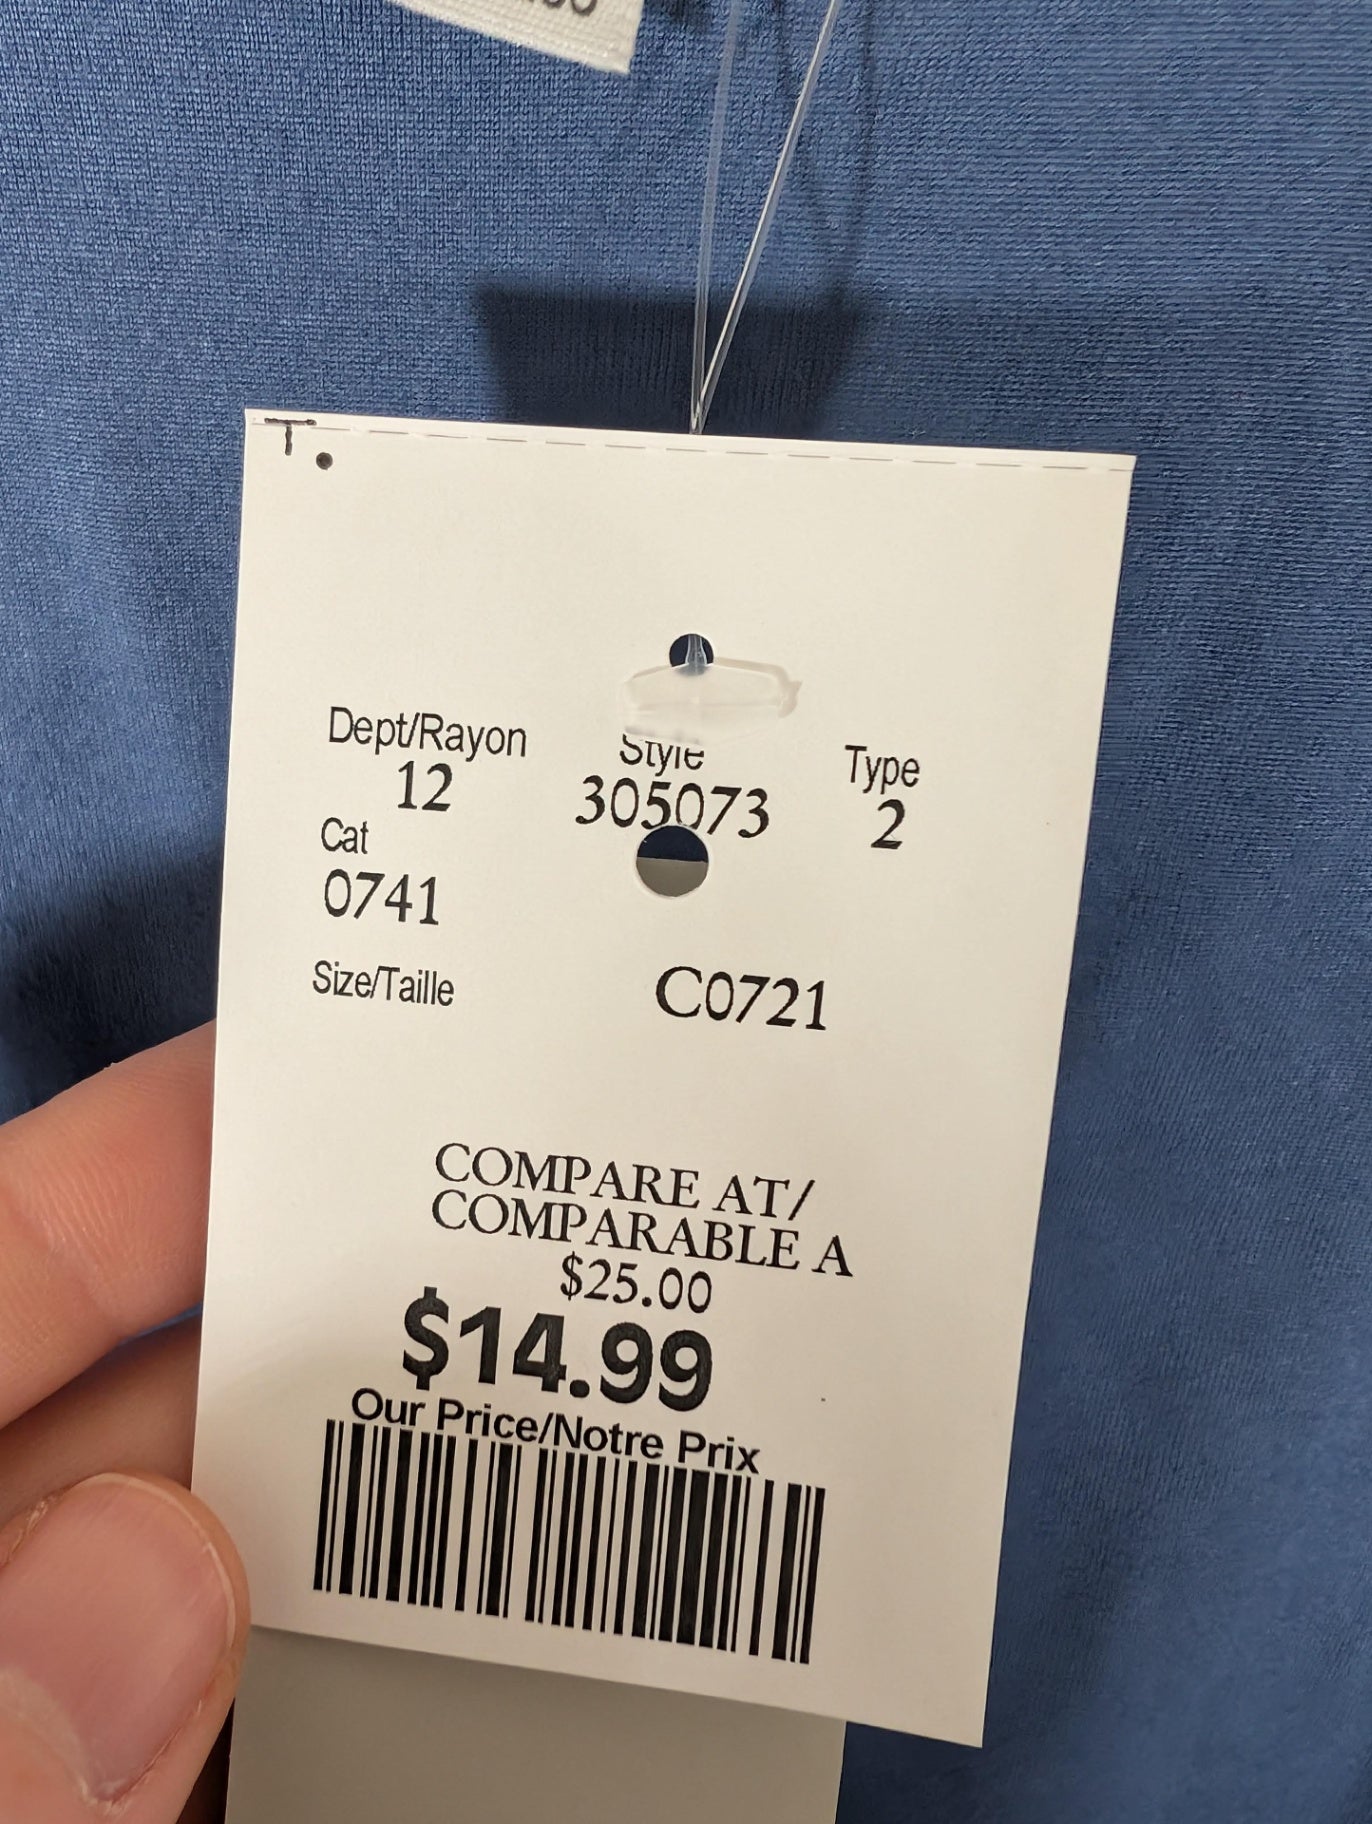 T.
Dept/Rayon Style Type
12 305073 2
Cat
0741
Size/Taille C0721
COMPARE AT/
COMPARABLE A
$25.00
$14.99
Our Price/Notre Prix